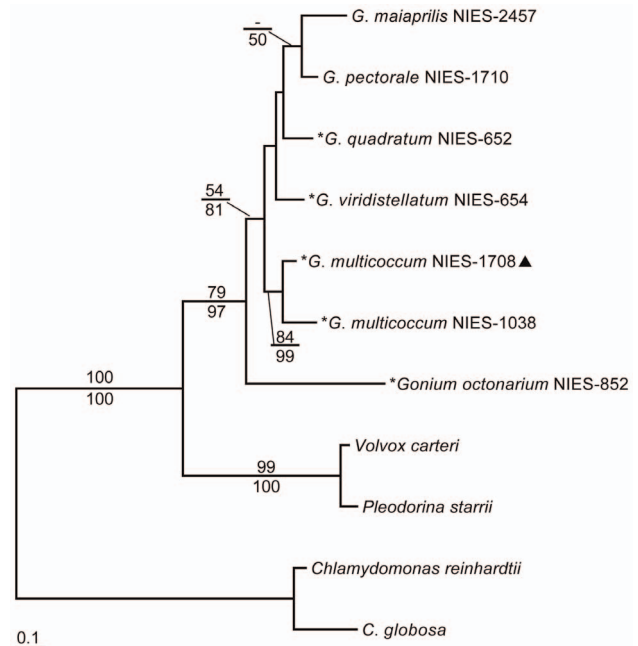 G. maiaprilis NIES-2457
-
50
G. pectorale NIES-1710
*G. quadratum NIES-652
54
81
*G. viridistellatum NIES-654
*G. multicoccum NIES-1708▲
79
97
*G. multicoccum NIES-1038
84
99
100
100
*Gonium octonarium NIES-852
Volvox carteri
99
100
Pleodorina starrii
Chlamydomonas reinhardtii
C. globosa
0.1